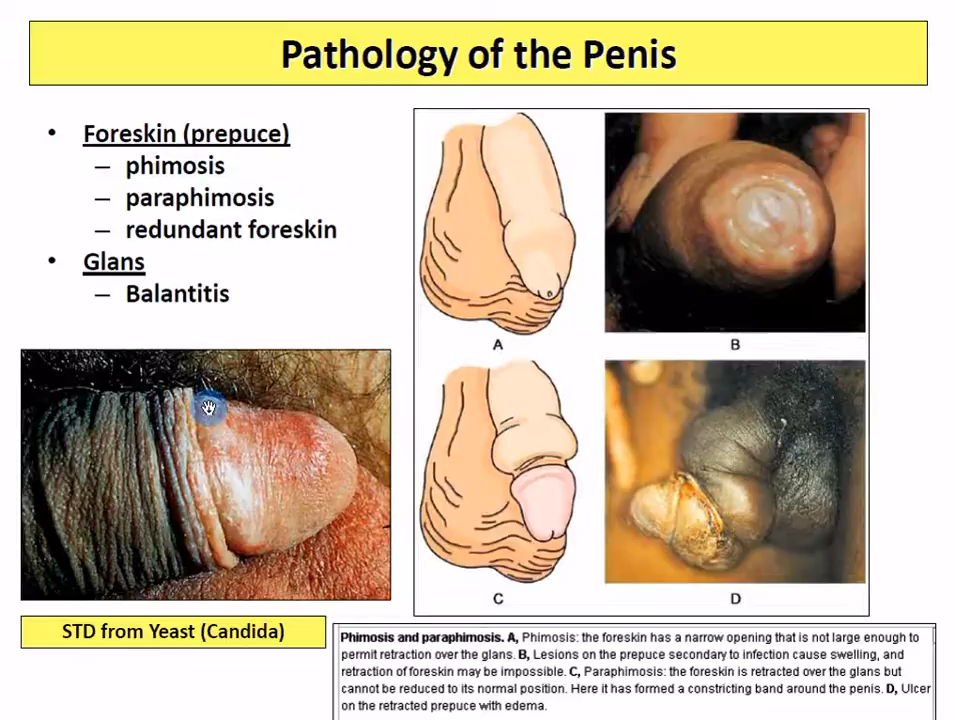 Pathology of the Penis
• Foreskin (prepuce)
– phimosis
– paraphimosis
– redundant foreskin
• Glans
– Balantitis
A
B
C
D
STD from Yeast (Candida)
Phimosis and paraphimosis. A, Phimosis: the foreskin has a narrow opening that is not large enough to
permit retraction over the glans. B, Lesions on the prepuce secondary to infection cause swelling, and
retraction of foreskin may be impossible. C, Paraphimosis: the foreskin is retracted over the glans but
cannot be reduced to its normal position. Here it has formed a constricting band around the penis. D, Ulcer
on the retracted prepuce with edema.